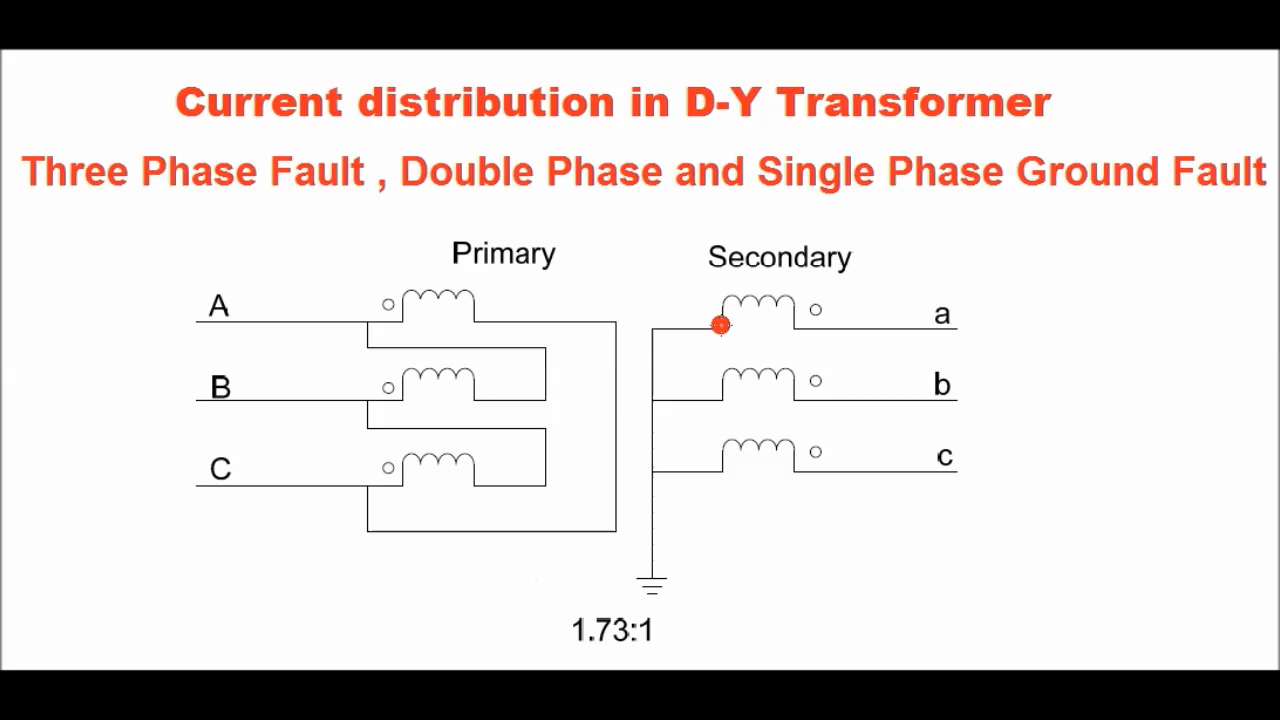 Current distribution in D-Y Transformer
Three Phase Fault , Double Phase and Single Phase Ground Fault
Primary
Secondary
A
a
B
b
C
c
1.73:1